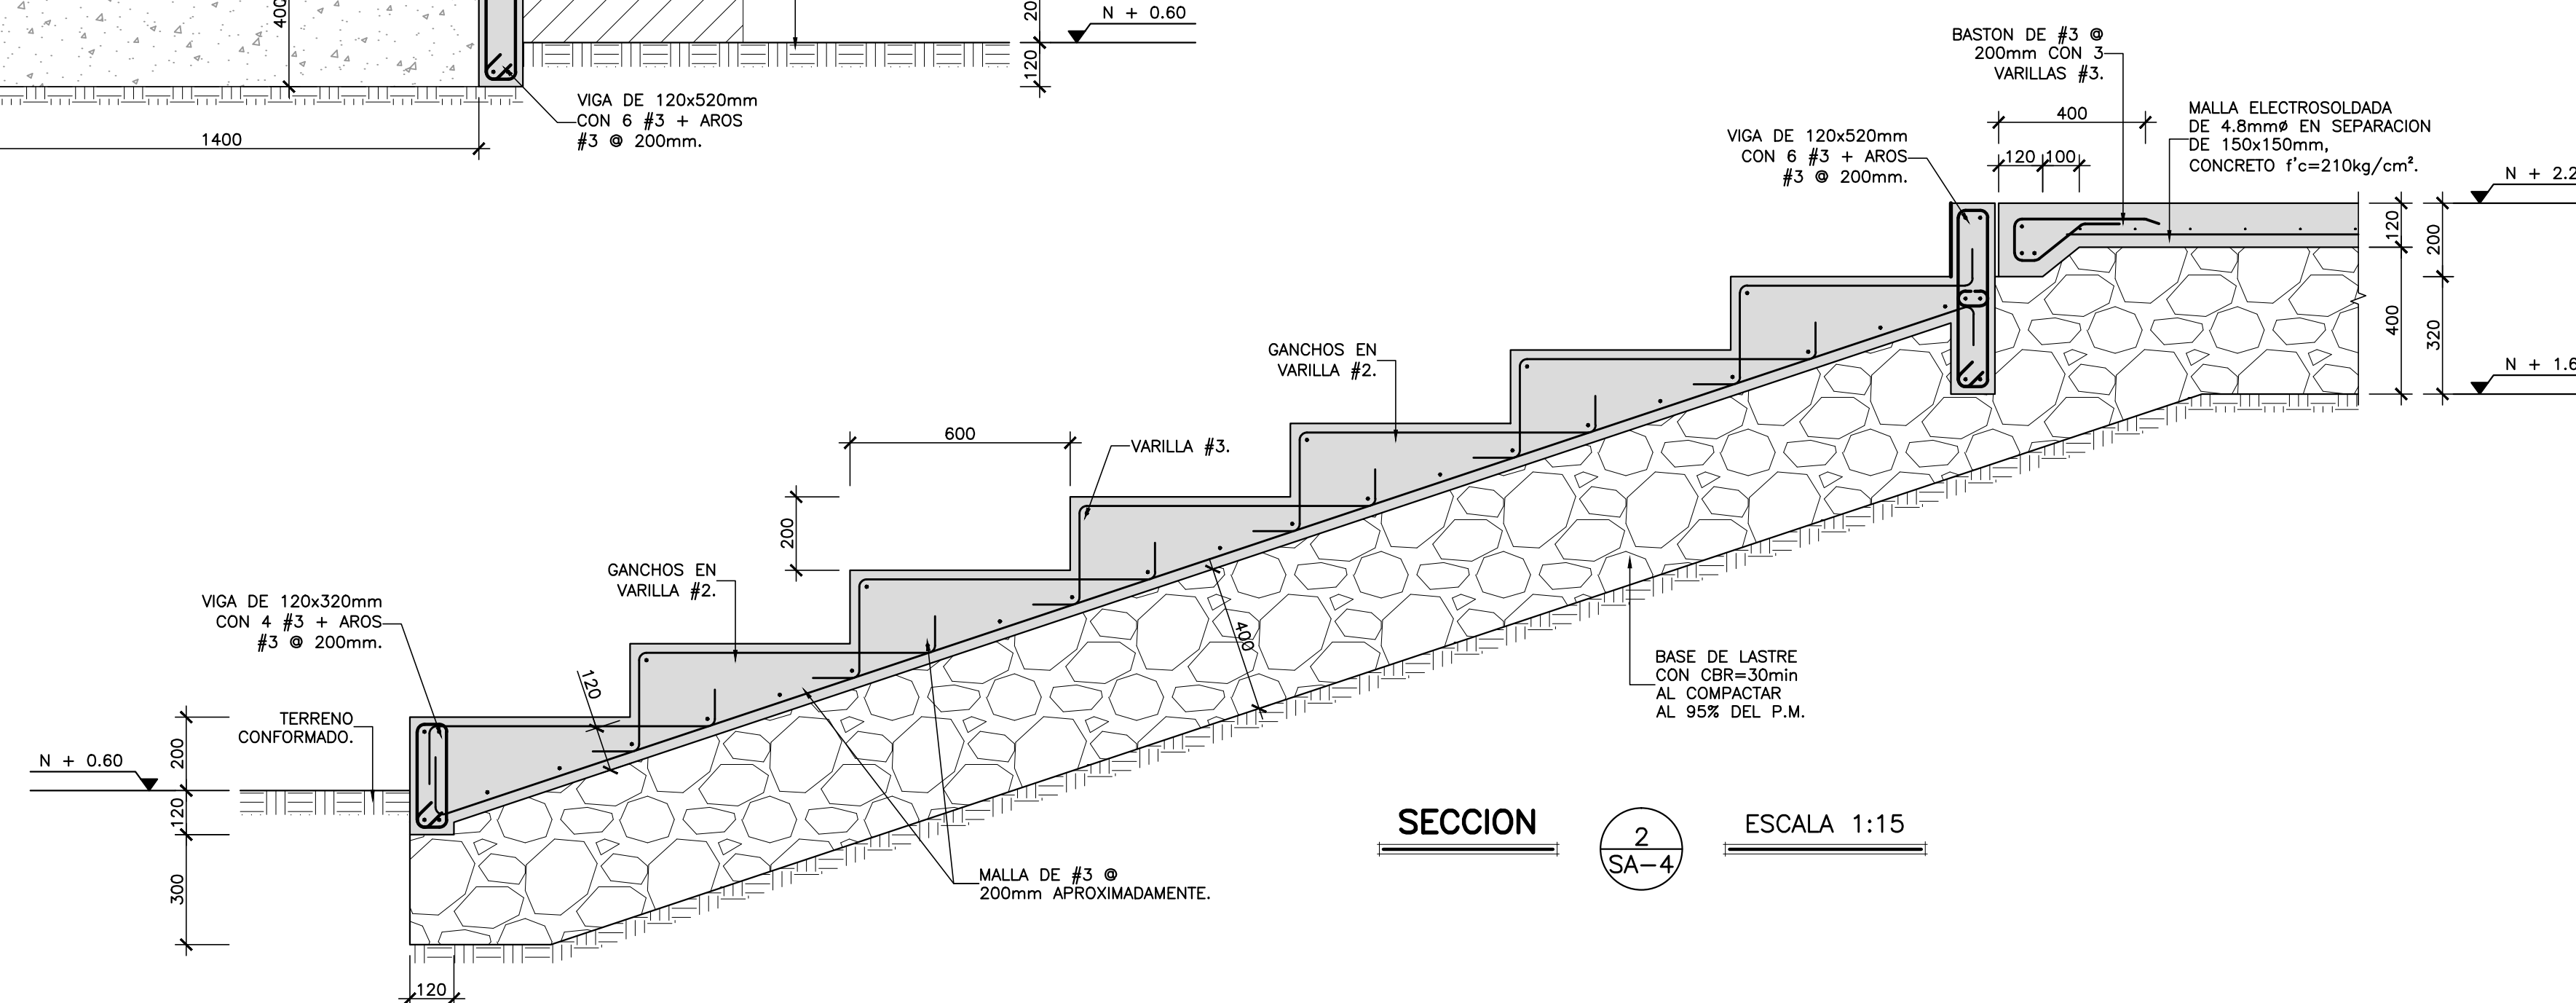 400
20
120
N + 0.60
VIGA DE 120x520mm
CON 6 #3 + AROS
#3 @ 200mm.
1400
BASTON DE #3 @
200mm CON 3
VARILLAS #3.
400
120
100
MALLA ELECTROSOLDADA
DE 4.8mmø EN SEPARACION
DE 150x150mm,
CONCRETO f'c=210kg/cm².
VIGA DE 120x520mm
CON 6 #3 + AROS
#3 @ 200mm.
N + 2.2
120
200
400
320
N + 1.6
GANCHOS EN
VARILLA #2.
600
VARILLA #3.
200
GANCHOS EN
VARILLA #2.
VIGA DE 120x320mm
CON 4 #3 + AROS
#3 @ 200mm.
120
400
TERRENO
CONFORMADO.
N + 0.60
200
120
300
120
BASE DE LASTRE
CON CBR=30min
AL COMPACTAR
AL 95% DEL P.M.
MALLA DE #3 @
200mm APROXIMADAMENTE.
SECCION
2
SA-4
ESCALA 1:15